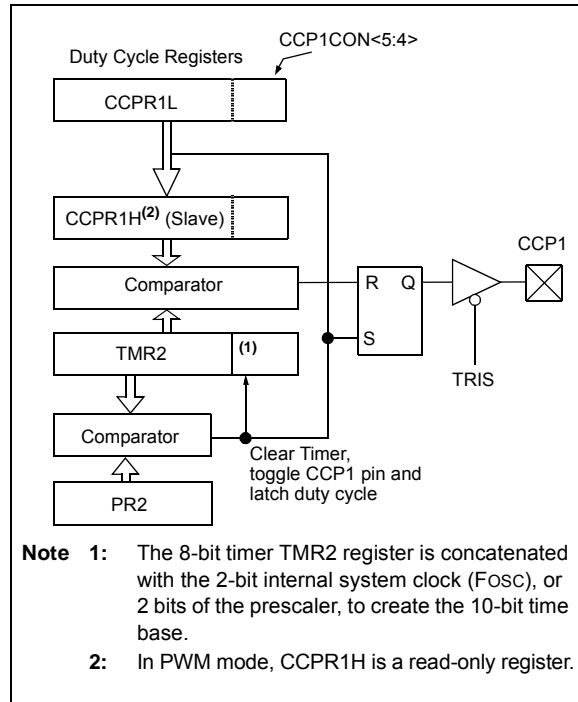 CCP1CON<5:4>
Duty Cycle Registers
CCPR1L
CCPR1H(2) (Slave)
CCP1
Comparator
R Q
TMR2
(1)
S
TRIS
Comparator
Clear Timer,
toggle CCP1 pin and
latch duty cycle
PR2
Note 1: The 8-bit timer TMR2 register is concatenated
with the 2-bit internal system clock (FOSC), or
2 bits of the prescaler, to create the 10-bit time
base.
2: In PWM mode, CCPR1H is a read-only register.